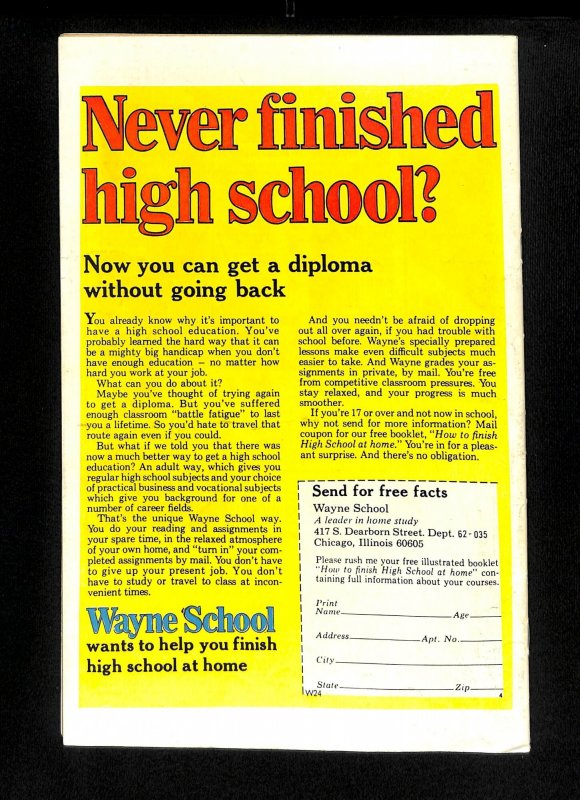 Never finished
high school?
Now you can get a diploma
without going back
You already know why it's important to
have a high school education. You've
probably learned the hard way that it can
be a mighty big handicap when you don't
have enough education — no matter how
hard you work at your job.
What can you do about it?
Maybe you've thought of trying again
to get a diploma. But you've suffered
enough classroom "battle fatigue" to last
you a lifetime. So you'd hate to travel that
route again even if you could.
But what if we told you that there was
now a much better way to get a high school
education? An adult way, which gives you
regular high school subjects and your choice
of practical business and vocational subjects
which give you background for one of a
number of career fields.
That's the unique Wayne School way.
You do your reading and assignments in
your spare time, in the relaxed atmosphere
of your own home, and "turn in" your com-
pleted assignments by mail. You don't have
to give up your present job. You don't
have to study or travel to class at incon-
venient times.
Wayne School
wants to help you finish
high school at home
And you needn't be afraid of dropping
out all over again, if you had trouble with
school before. Wayne's specially prepared
lessons make even difficult subjects much
easier to take. And Wayne grades your as-
signments in private, by mail. You're free
from competitive classroom pressures. You
stay relaxed, and your progress is much
smoother.
If you're 17 or over and not now in school,
why not send for more information? Mail
coupon for our free booklet, "How to finish
High School at home." You're in for a pleas-
ant surprise. And there's no obligation.
Send for free facts
Wayne School
A leader in home study
417 S. Dearborn Street. Dept. 62-035
Chicago, Illinois 60605
Please rush me your free illustrated booklet
"How to finish High School at home" con-
taining full information about your courses.
Print
Name Age
Address Apt. No.
City
State Zip
W24 4